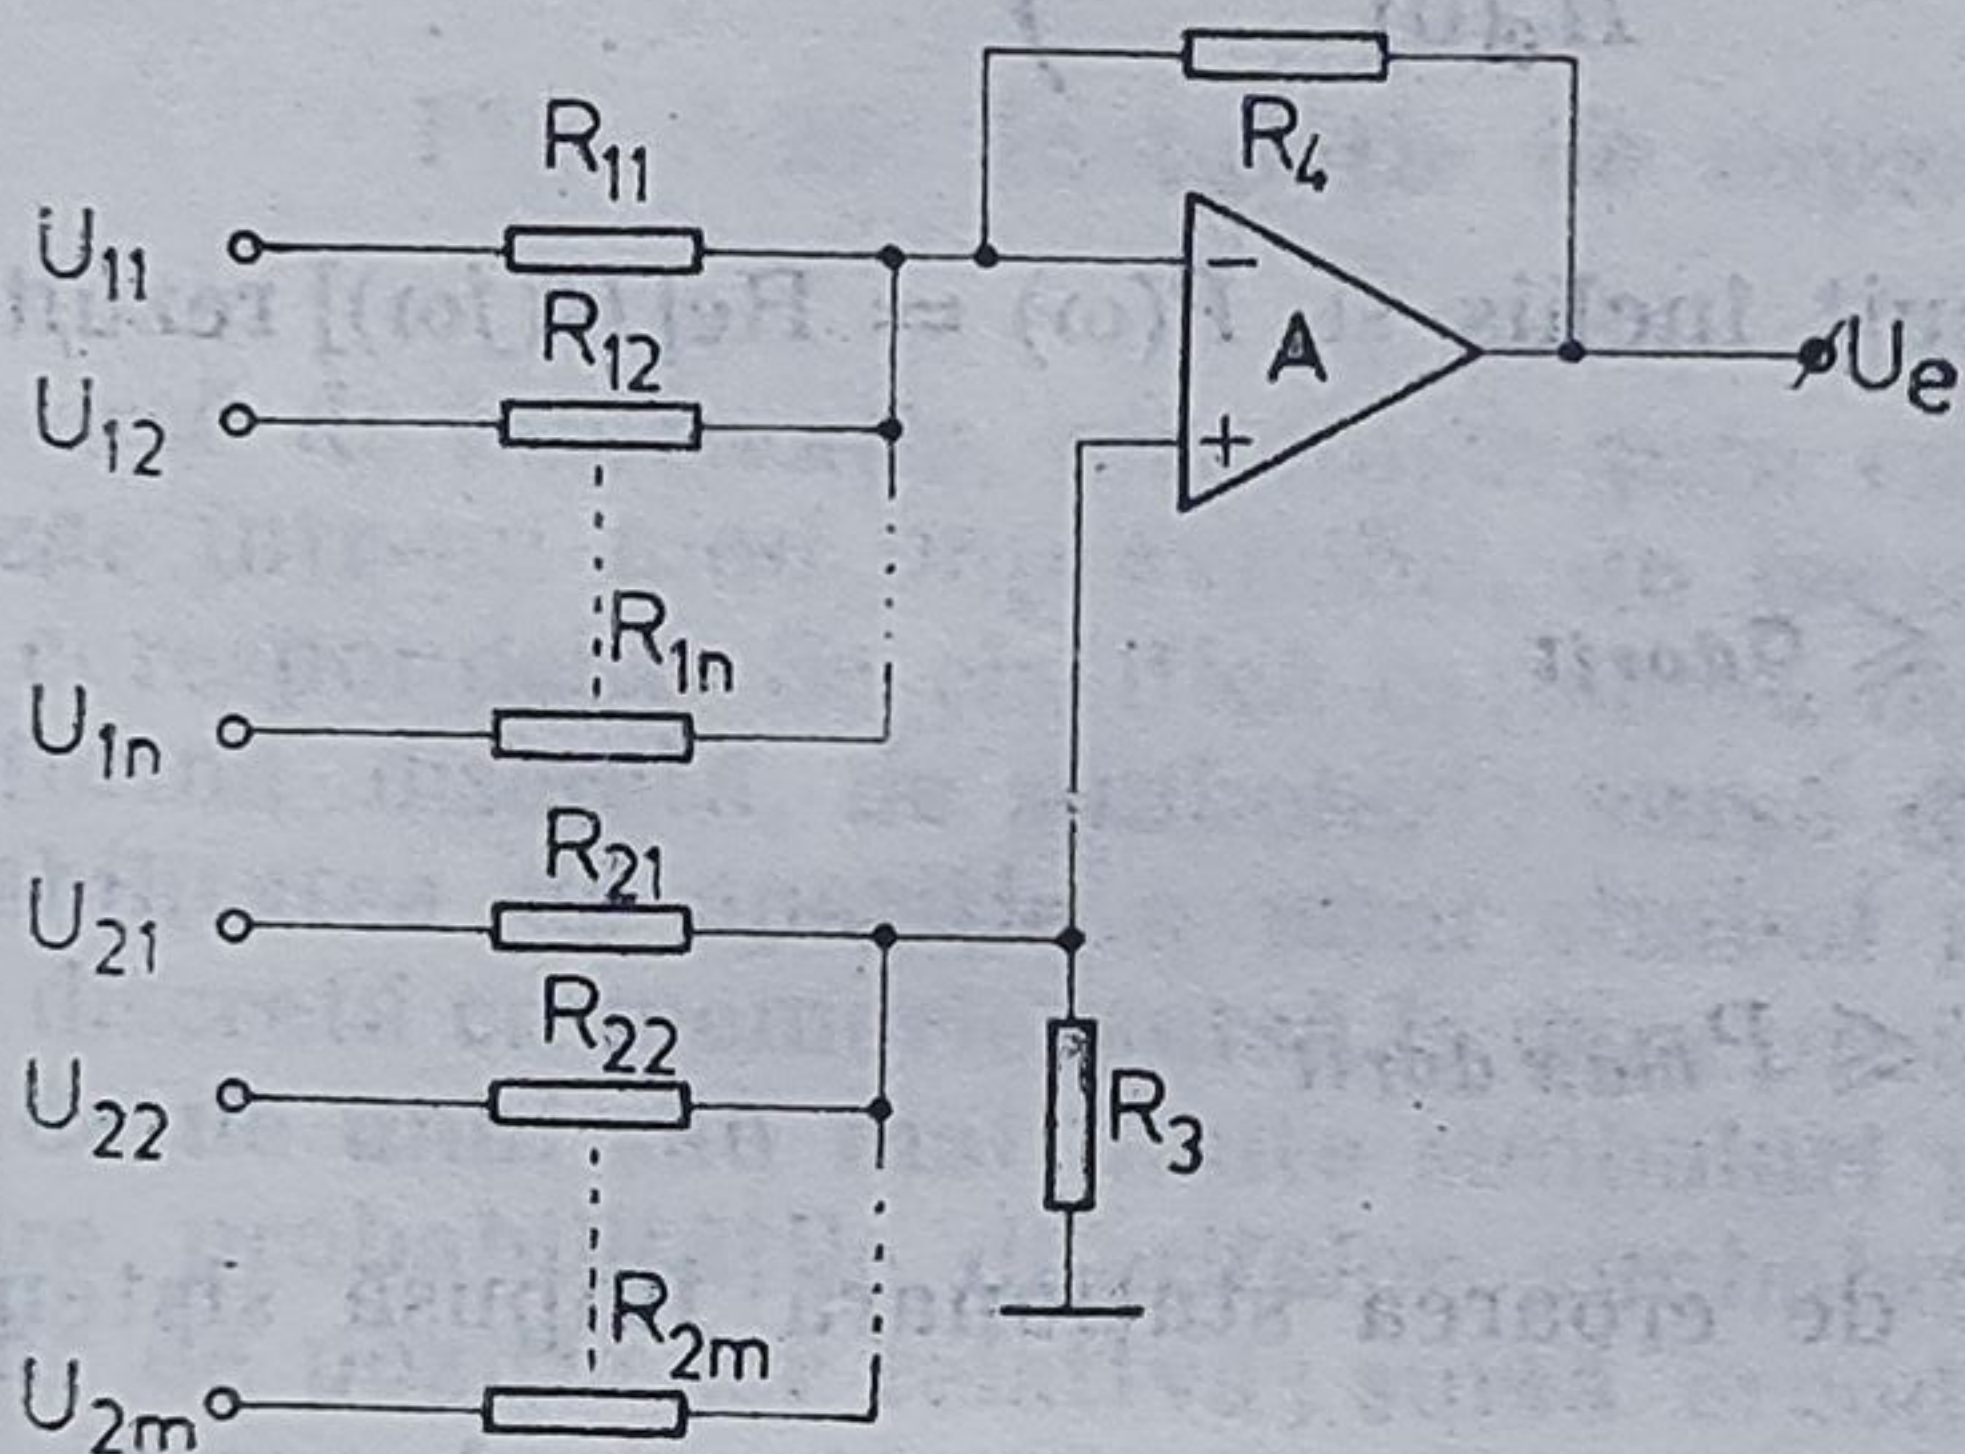 R₄
R₁₁
U₁₁
−
R₁₂
A
Uₑ
U₁₂
+
R₁ₙ
U₁ₙ
R₂₁
U₂₁
R₂₂
U₂₂
R₃
R₂ₘ
U₂ₘ